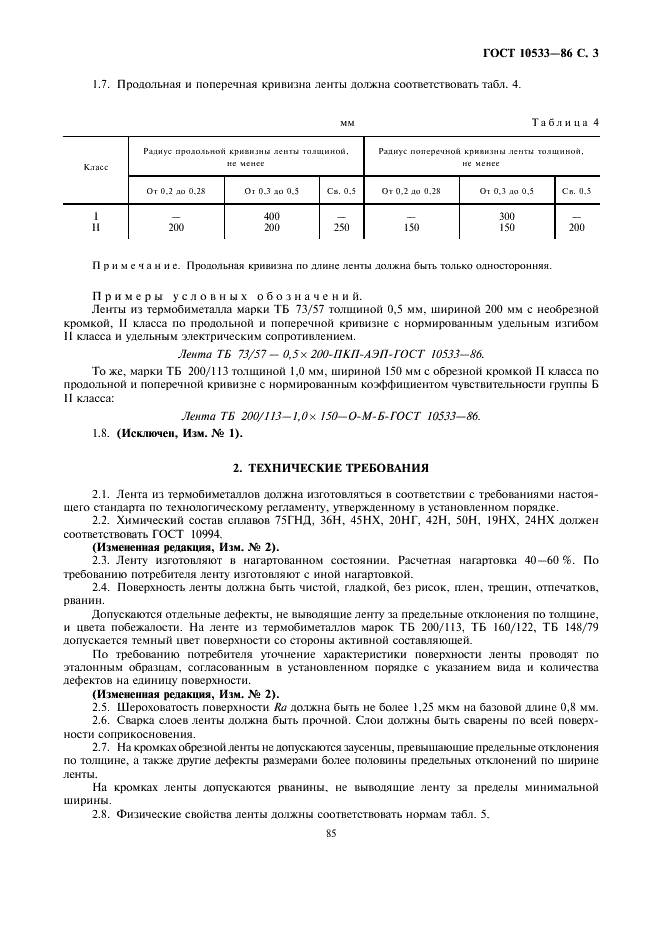 ГОСТ 10533—86 С. 3
1.7. Продольная и поперечная кривизна ленты должна соответствовать табл. 4.
мм
Таблица 4
Класс
Радиус продольной кривизны ленты толщиной, не менее
Радиус поперечной кривизны ленты толщиной, не менее
От 0,2 до 0,28
От 0,3 до 0,5
Св. 0,5
От 0,2 до 0,28
От 0,3 до 0,5
Св. 0,5
I — 400 — — 300 —
II 200 200 250 150 150 200
Примечание. Продольная кривизна по длине ленты должна быть только односторонняя.
Примеры условных обозначений.
Ленты из термобиметалла марки ТБ 73/57 толщиной 0,5 мм, шириной 200 мм с необрезной
кромкой, II класса по продольной и поперечной кривизне с нормированным удельным изгибом
II класса и удельным электрическим сопротивлением.
Лента ТБ 73/57 — 0,5 × 200-ПКП-АЭП-ГОСТ 10533—86.
То же, марки ТБ 200/113 толщиной 1,0 мм, шириной 150 мм с обрезной кромкой II класса по
продольной и поперечной кривизне с нормированным коэффициентом чувствительности группы Б
II класса:
Лента ТБ 200/113—1,0 × 150—О-М-Б-ГОСТ 10533—86.
1.8. (Исключен, Изм. № 1).
2. ТЕХНИЧЕСКИЕ ТРЕБОВАНИЯ
2.1. Лента из термобиметаллов должна изготовляться в соответствии с требованиями настоя-
щего стандарта по технологическому регламенту, утвержденному в установленном порядке.
2.2. Химический состав сплавов 75ГНД, 36Н, 45НХ, 20НГ, 42Н, 50Н, 19НХ, 24НХ должен
соответствовать ГОСТ 10994.
(Измененная редакция, Изм. № 2).
2.3. Ленту изготовляют в нагартованном состоянии. Расчетная нагартовка 40—60 %. По
требованию потребителя ленту изготовляют с иной нагартовкой.
2.4. Поверхность ленты должна быть чистой, гладкой, без рисок, плен, трещин, отпечатков,
рванин.
Допускаются отдельные дефекты, не выводящие ленту за предельные отклонения по толщине,
и цвета побежалости. На ленте из термобиметаллов марок ТБ 200/113, ТБ 160/122, ТБ 148/79
допускается темный цвет поверхности со стороны активной составляющей.
По требованию потребителя уточнение характеристики поверхности ленты проводят по
эталонным образцам, согласованным в установленном порядке с указанием вида и количества
дефектов на единицу поверхности.
(Измененная редакция, Изм. № 2).
2.5. Шероховатость поверхности Ra должна быть не более 1,25 мкм на базовой длине 0,8 мм.
2.6. Сварка слоев ленты должна быть прочной. Слои должны быть сварены по всей поверх-
ности соприкосновения.
2.7. На кромках обрезной ленты не допускаются заусенцы, превышающие предельные отклонения
по толщине, а также другие дефекты размерами более половины предельных отклонений по ширине
ленты.
На кромках ленты допускаются рванины, не выводящие ленту за пределы минимальной
ширины.
2.8. Физические свойства ленты должны соответствовать нормам табл. 5.
85